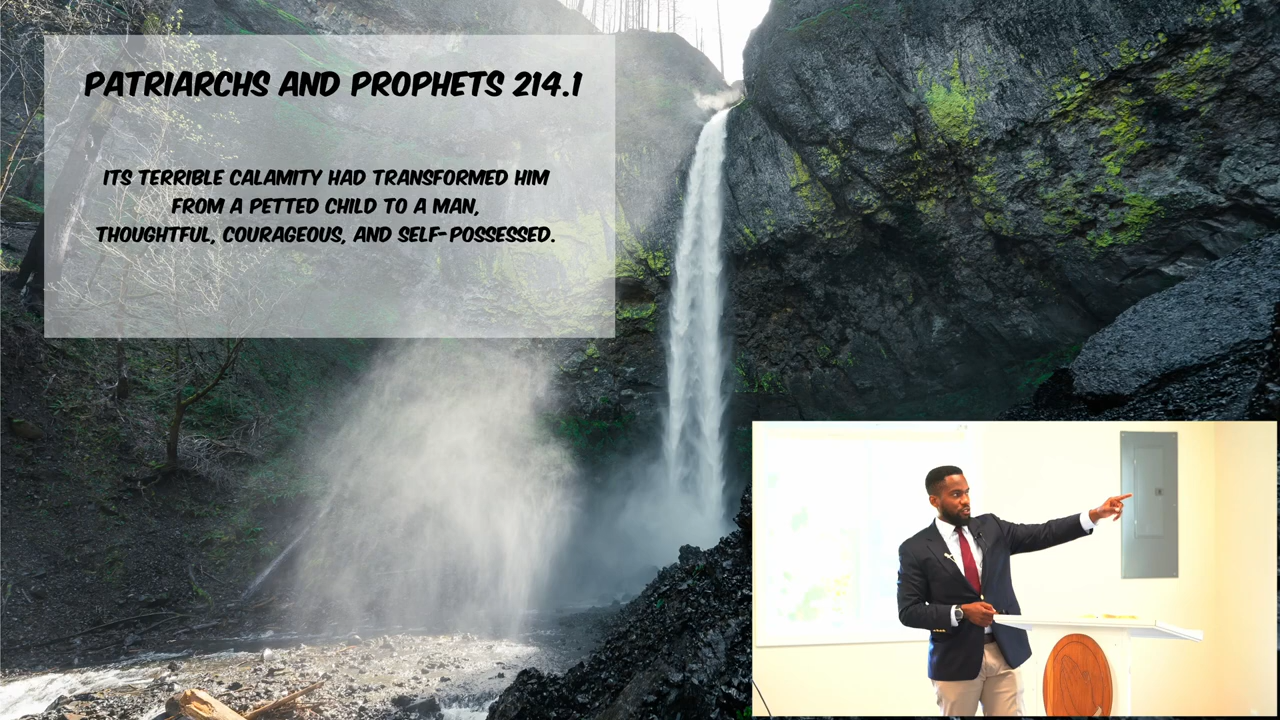 PATRIARCHS AND PROPHETS 214.1
ITS TERRIBLE CALAMITY HAD TRANSFORMED HIM
FROM A PETTED CHILD TO A MAN,
THOUGHTFUL, COURAGEOUS, AND SELF-POSSESSED.